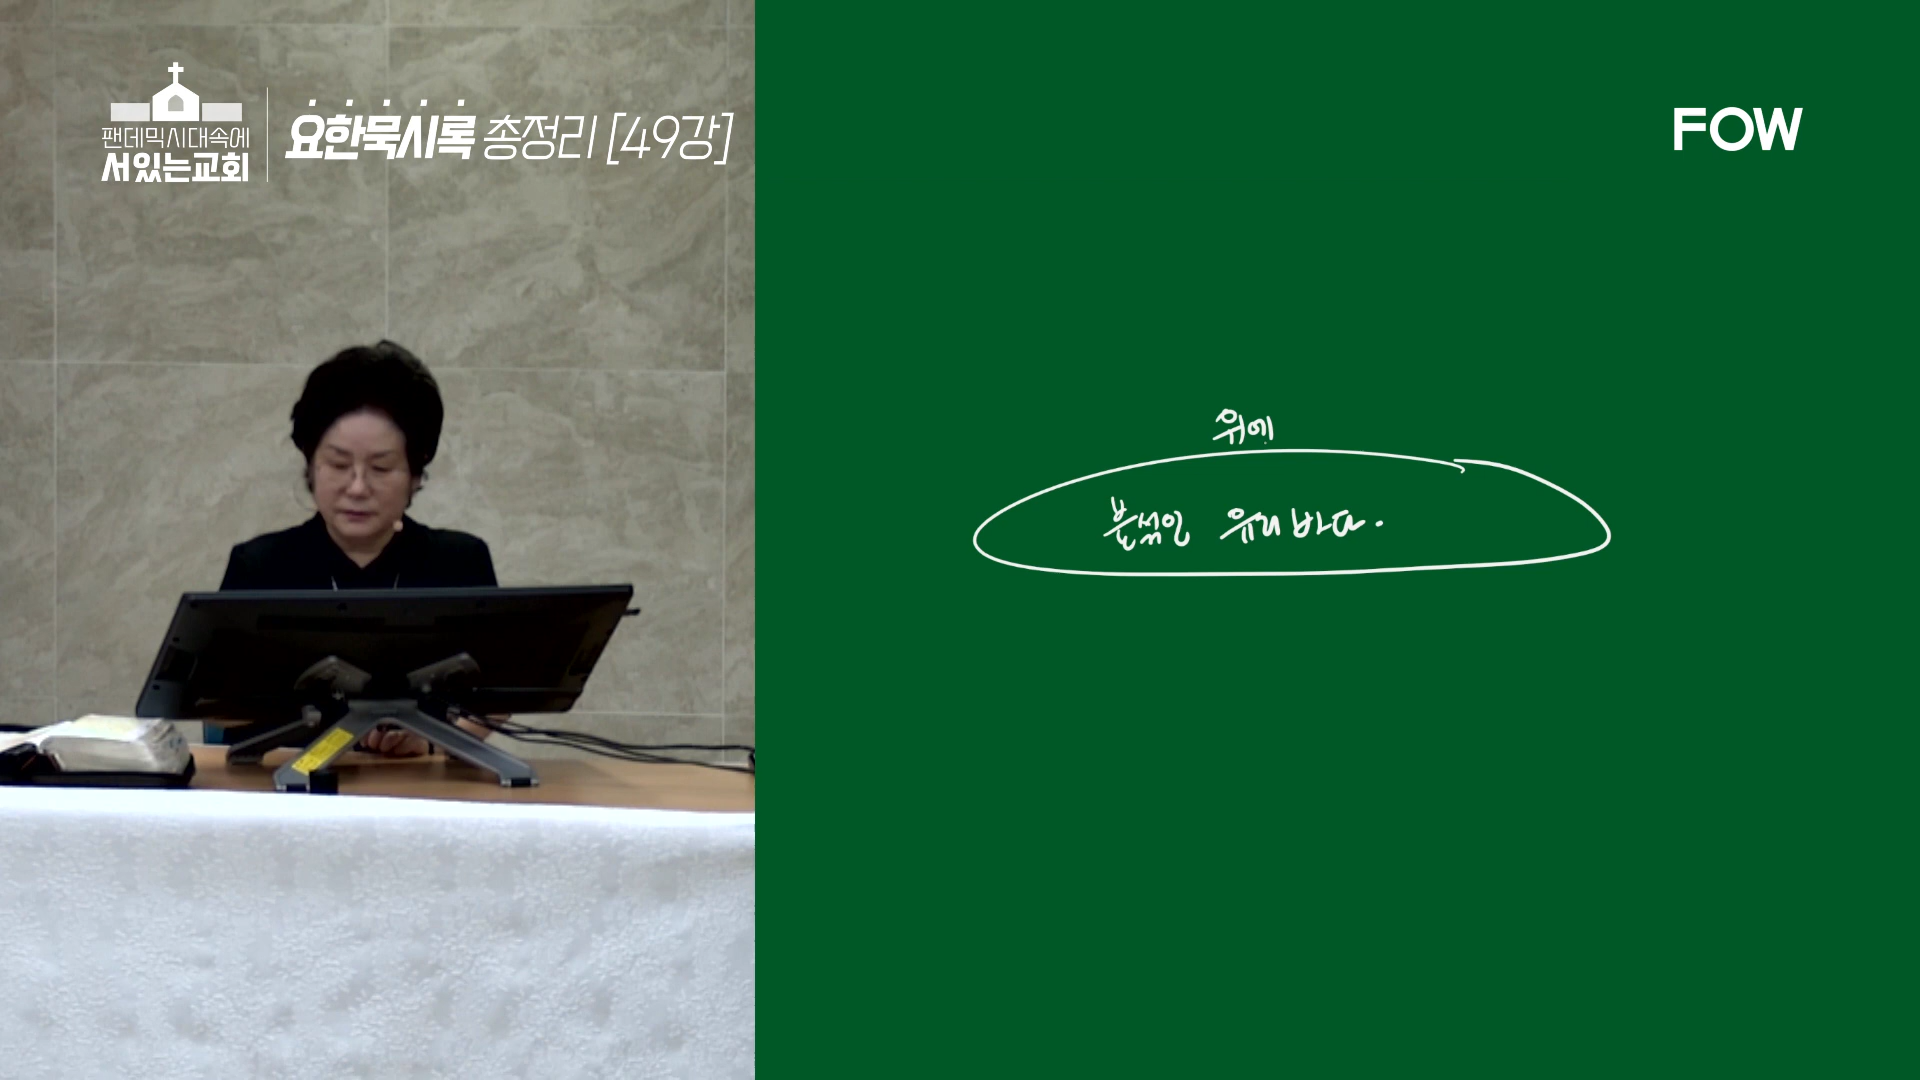 팬데믹시대속에
서있는교회
요한묵시록 총정리 [49강]
FOW
위에
불섞인 유리바다.